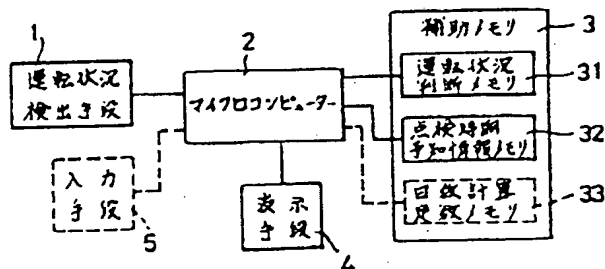 1
運転状況
検出手段
2
マイクロコンピューター
補助メモリ 3
運転状況
判断メモリ
31
点検時期
予知情報メモリ
32
日数計置
定数メモリ
33
入力
手段
5
表示
手段
4